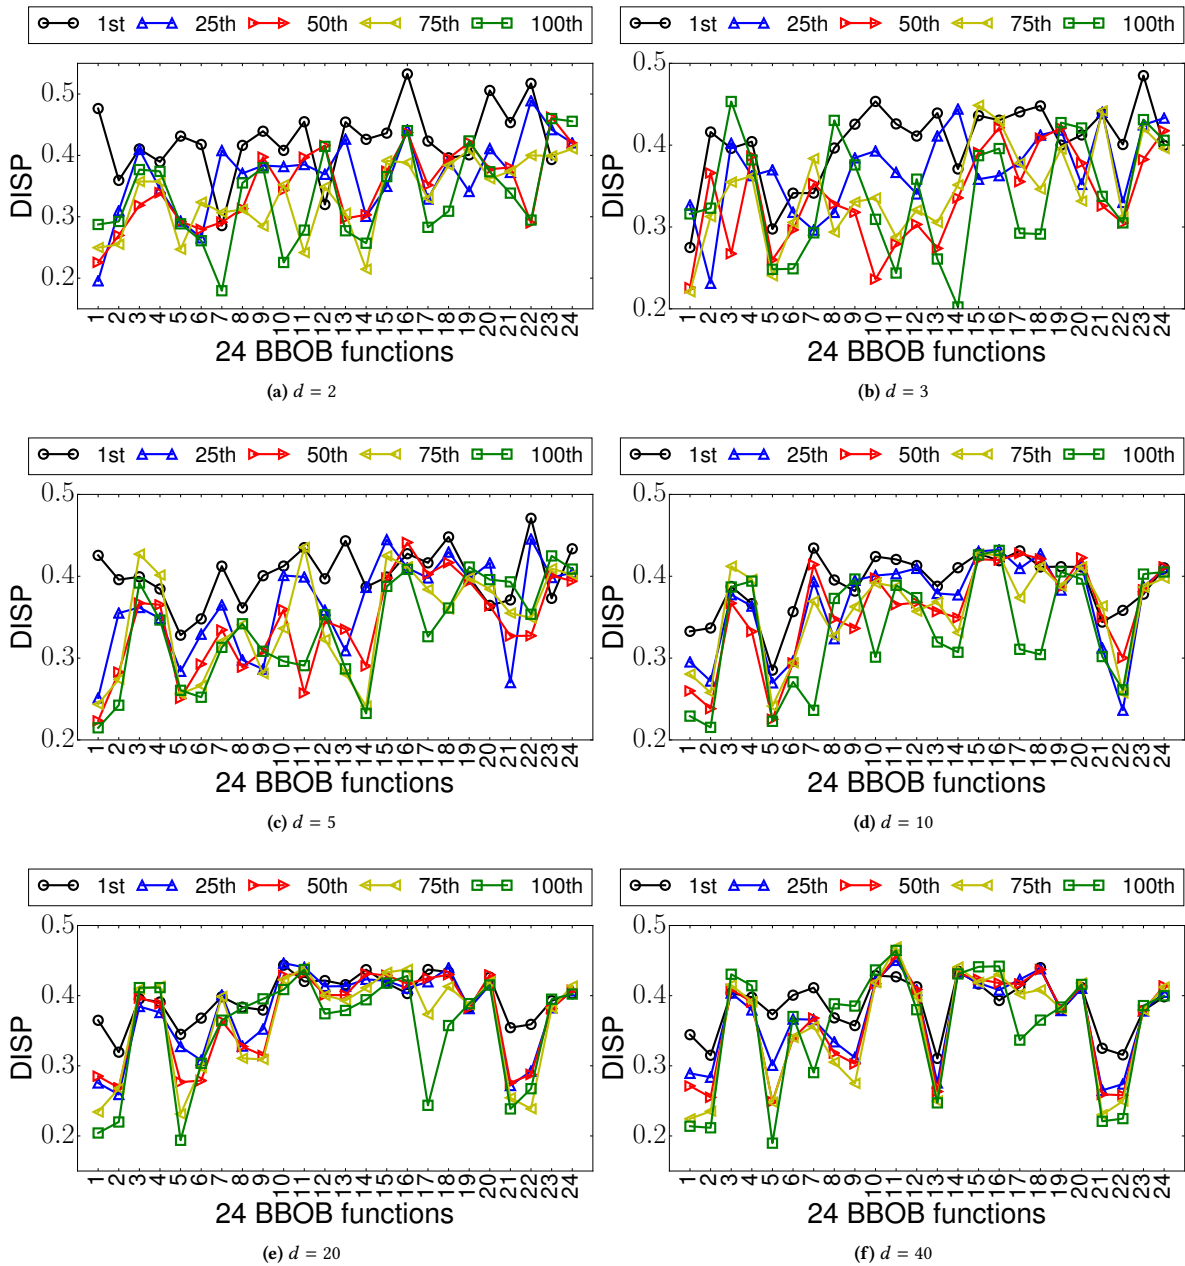 1st 25th 50th 75th 100th
0.5
0.4
0.3
0.2
DISP
1 2 3 4 5 6 7 8 9 10 11 12 13 14 15 16 17 18 19 20 21 22 23 24
24 BBOB functions
(a) d = 2
1st 25th 50th 75th 100th
0.5
0.4
0.3
0.2
DISP
1 2 3 4 5 6 7 8 9 10 11 12 13 14 15 16 17 18 19 20 21 22 23 24
24 BBOB functions
(b) d = 3
1st 25th 50th 75th 100th
0.5
0.4
0.3
0.2
DISP
1 2 3 4 5 6 7 8 9 10 11 12 13 14 15 16 17 18 19 20 21 22 23 24
24 BBOB functions
(c) d = 5
1st 25th 50th 75th 100th
0.5
0.4
0.3
0.2
DISP
1 2 3 4 5 6 7 8 9 10 11 12 13 14 15 16 17 18 19 20 21 22 23 24
24 BBOB functions
(d) d = 10
1st 25th 50th 75th 100th
0.5
0.4
0.3
0.2
DISP
1 2 3 4 5 6 7 8 9 10 11 12 13 14 15 16 17 18 19 20 21 22 23 24
24 BBOB functions
(e) d = 20
1st 25th 50th 75th 100th
0.5
0.4
0.3
0.2
DISP
1 2 3 4 5 6 7 8 9 10 11 12 13 14 15 16 17 18 19 20 21 22 23 24
24 BBOB functions
(f) d = 40